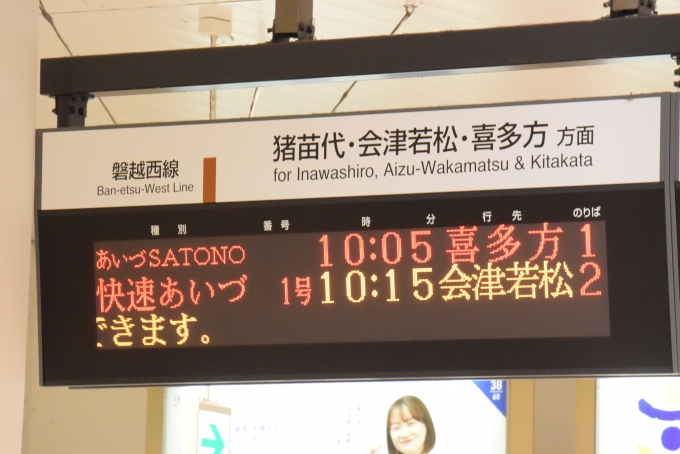 磐越西線
Ban-etsu-West Line
猪苗代・会津若松・喜多方 方面
for Inawashiro, Aizu-Wakamatsu & Kitakata
種別 番号 時 分 行先 のりば
あいづSATONO 10:05 喜多方 1
快速あいづ 1号 10:15 会津若松 2
できます。
38
60